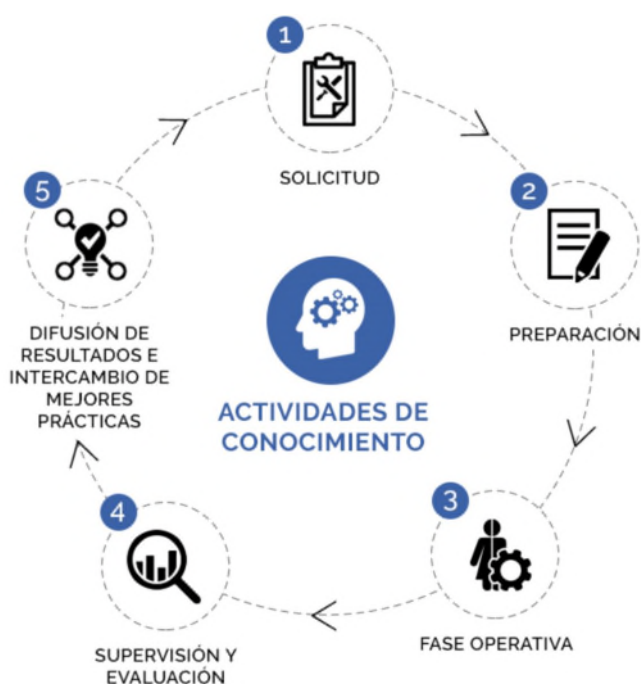 1
SOLICITUD
2
PREPARACIÓN
3
FASE OPERATIVA
4
SUPERVISIÓN Y
EVALUACIÓN
5
DIFUSIÓN DE
RESULTADOS E
INTERCAMBIO DE
MEJORES
PRÁCTICAS
ACTIVIDADES DE
CONOCIMIENTO